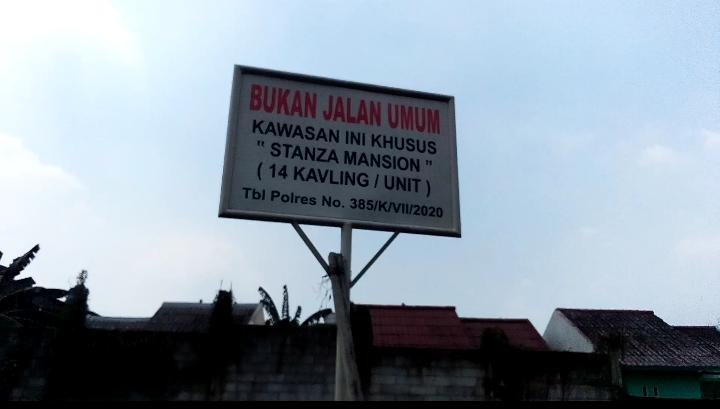 BUKAN JALAN UMUM
KAWASAN INI KHUSUS
" STANZA MANSION "
( 14 KAVLING / UNIT )
Tbl Polres No. 385/K/VII/2020